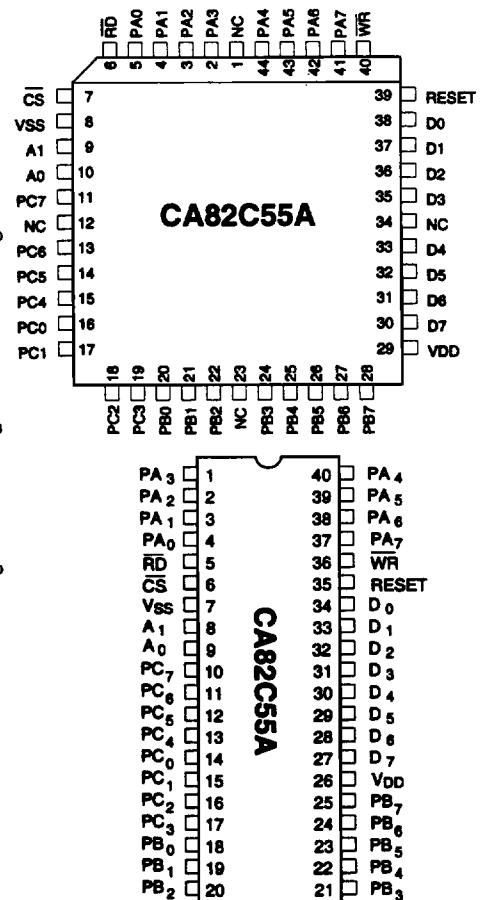 RD PA0 PA1 PA2 PA3 NC PA4 PA5 PA6 PA7 WR
6 5 4 3 2 1 44 43 42 41 40
CS 7 39 RESET
VSS 8 38 D0
A1 9 37 D1
A0 10 36 D2
PC7 11 35 D3
NC 12 34 NC
PC6 13 33 D4
PC5 14 32 D5
PC4 15 31 D6
PC0 16 30 D7
PC1 17 29 VDD
CA82C55A
18 19 20 21 22 23 24 25 26 27 28
PC2 PC3 PB0 PB1 PB2 NC PB3 PB4 PB5 PB6 PB7
PA3 1 40 PA4
PA2 2 39 PA5
PA1 3 38 PA6
PA0 4 37 PA7
RD 5 36 WR
CS 6 35 RESET
VSS 7 34 D0
A1 8 33 D1
A0 9 32 D2
PC7 10 31 D3
PC6 11 30 D4
PC5 12 29 D5
PC4 13 28 D6
PC0 14 27 D7
PC1 15 26 VDD
PC2 16 25 PB7
PC3 17 24 PB6
PB0 18 23 PB5
PB1 19 22 PB4
PB2 20 21 PB3
CA82C55A